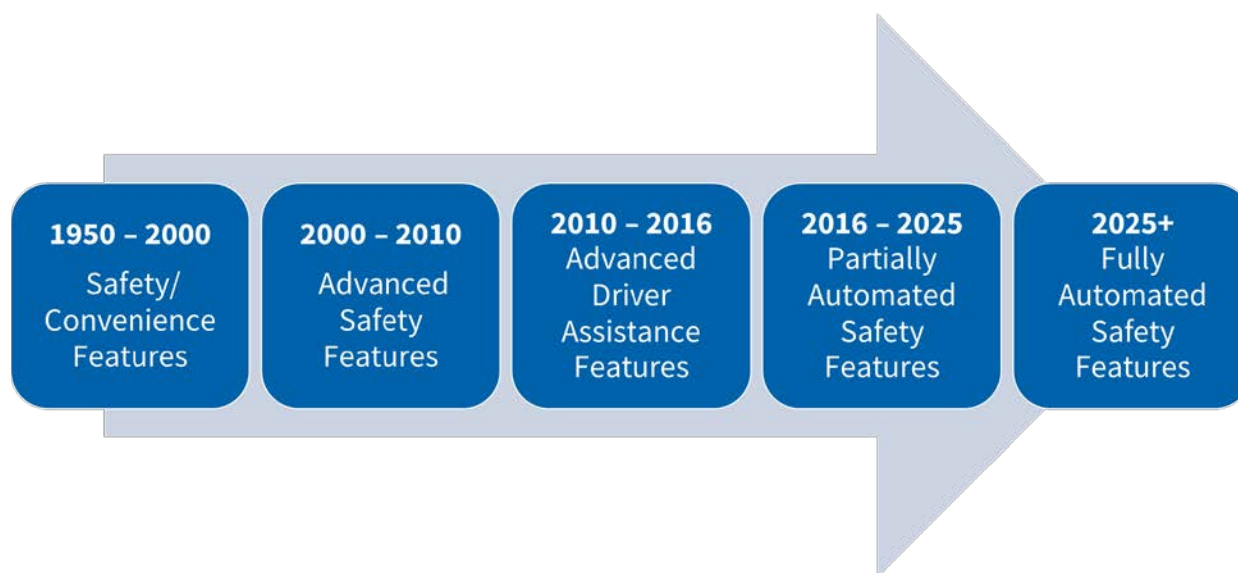 1950 – 2000
Safety/
Convenience
Features
2000 – 2010
Advanced
Safety
Features
2010 – 2016
Advanced
Driver
Assistance
Features
2016 – 2025
Partially
Automated
Safety
Features
2025+
Fully
Automated
Safety
Features